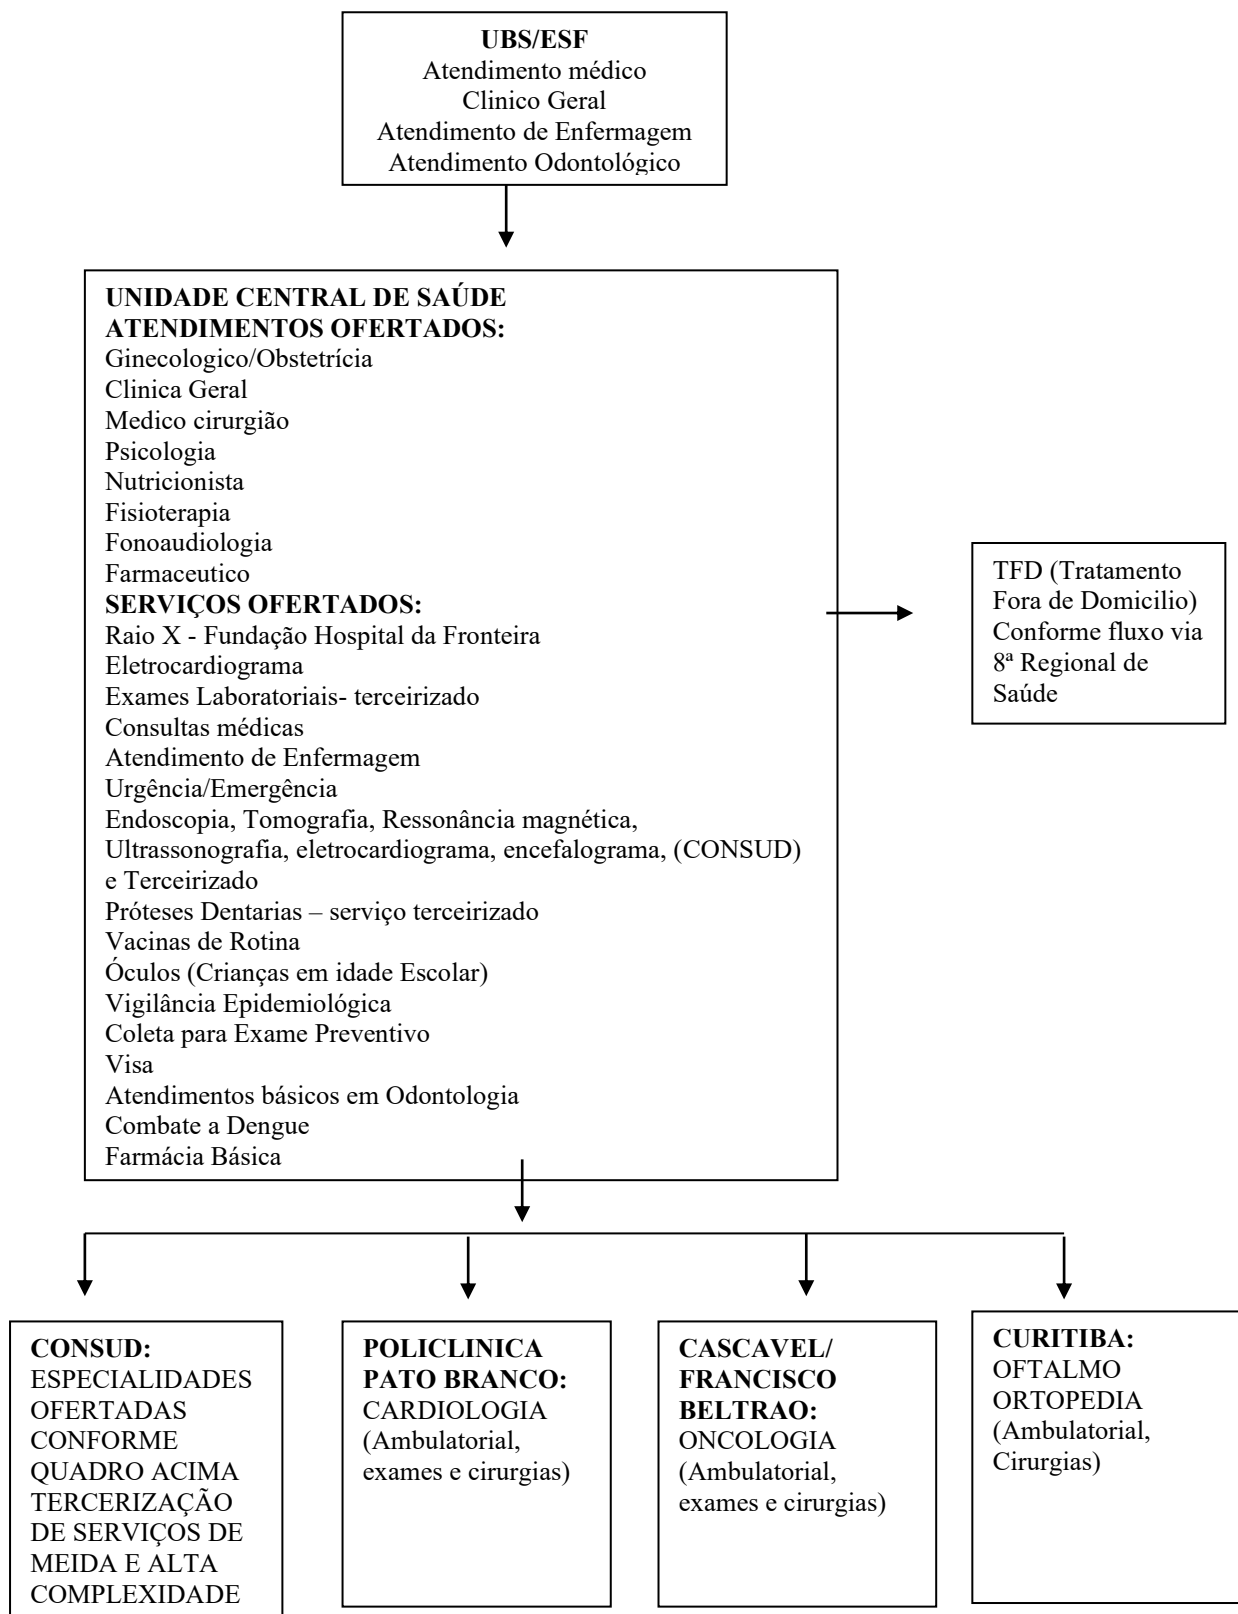 UBS/ESF
Atendimento médico
Clinico Geral
Atendimento de Enfermagem
Atendimento Odontológico
UNIDADE CENTRAL DE SAÚDE
ATENDIMENTOS OFERTADOS:
Ginecologico/Obstetrícia
Clinica Geral
Medico cirurgião
Psicologia
Nutricionista
Fisioterapia
Fonoaudiologia
Farmaceutico
SERVIÇOS OFERTADOS:
Raio X - Fundação Hospital da Fronteira
Eletrocardiograma
Exames Laboratoriais- terceirizado
Consultas médicas
Atendimento de Enfermagem
Urgência/Emergência
Endoscopia, Tomografia, Ressonância magnética,
Ultrassonografia, eletrocardiograma, encefalograma, (CONSUD)
e Terceirizado
Próteses Dentarias – serviço terceirizado
Vacinas de Rotina
Óculos (Crianças em idade Escolar)
Vigilância Epidemiológica
Coleta para Exame Preventivo
Visa
Atendimentos básicos em Odontologia
Combate a Dengue
Farmácia Básica
TFD (Tratamento
Fora de Domicilio)
Conforme fluxo via
8ª Regional de
Saúde
CONSUD:
ESPECIALIDADES
OFERTADAS
CONFORME
QUADRO ACIMA
TERCERIZAÇÃO
DE SERVIÇOS DE
MEIDA E ALTA
COMPLEXIDADE
POLICLINICA
PATO BRANCO:
CARDIOLOGIA
(Ambulatorial,
exames e cirurgias)
CASCAVEL/
FRANCISCO
BELTRAO:
ONCOLOGIA
(Ambulatorial,
exames e cirurgias)
CURITIBA:
OFTALMO
ORTOPEDIA
(Ambulatorial,
Cirurgias)